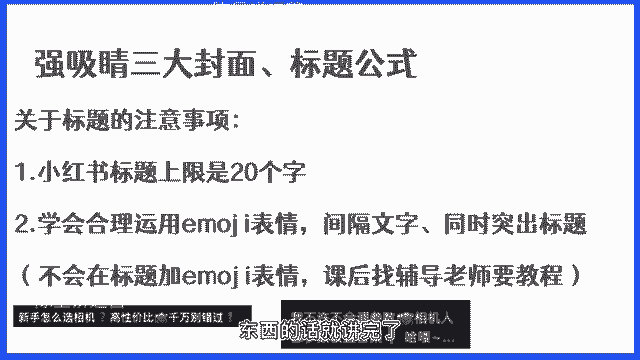 强吸睛三大封面、标题公式
关于标题的注意事项：
1.小红书标题上限是20个字
2.学会合理运用emoji表情，间隔文字、同时突出标题
（不会在标题加emoji表情，课后找辅导老师要教程）
新手怎么选相机？高性价比 千万别错过！
东西的话就讲完了